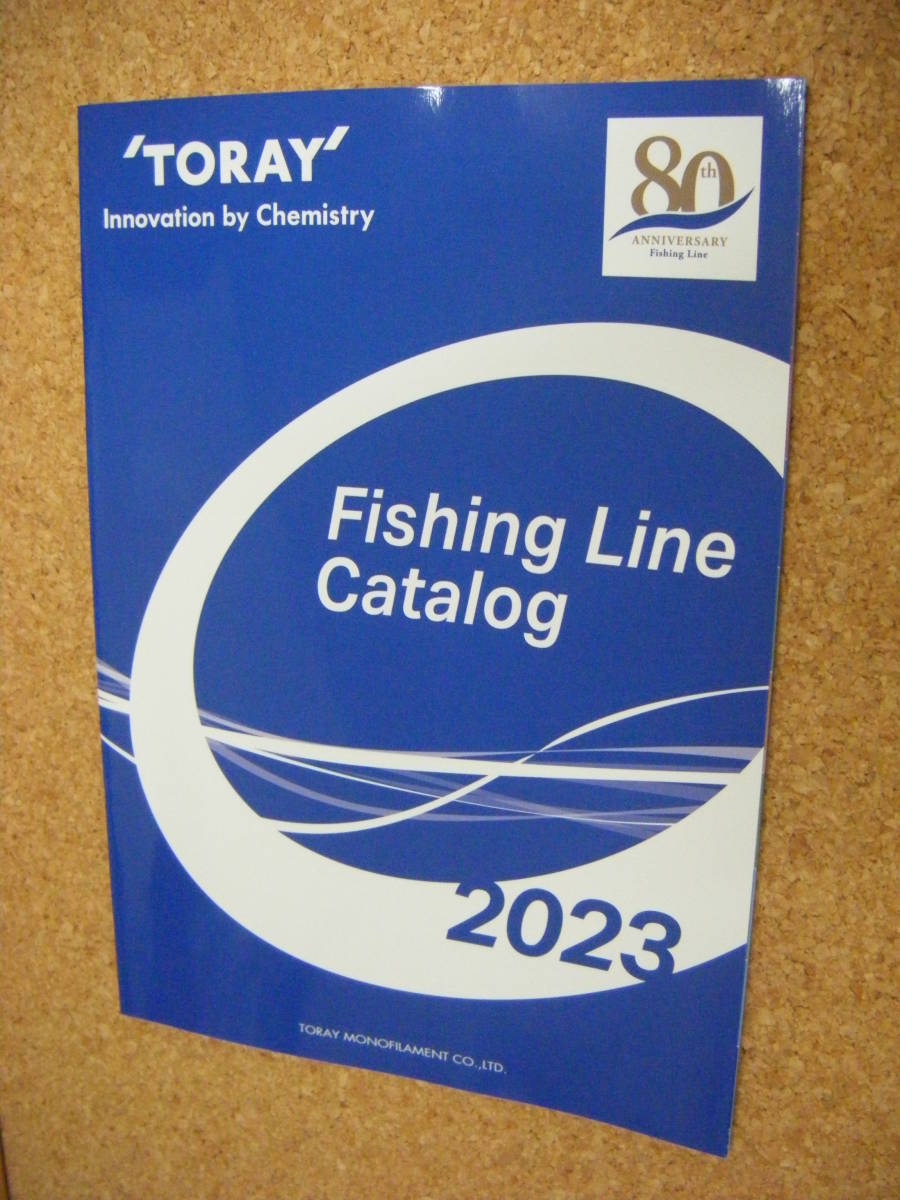 'TORAY'
Innovation by Chemistry
80th
ANNIVERSARY
Fishing Line
Fishing Line
Catalog
2023
TORAY MONOFILAMENT CO.,LTD.